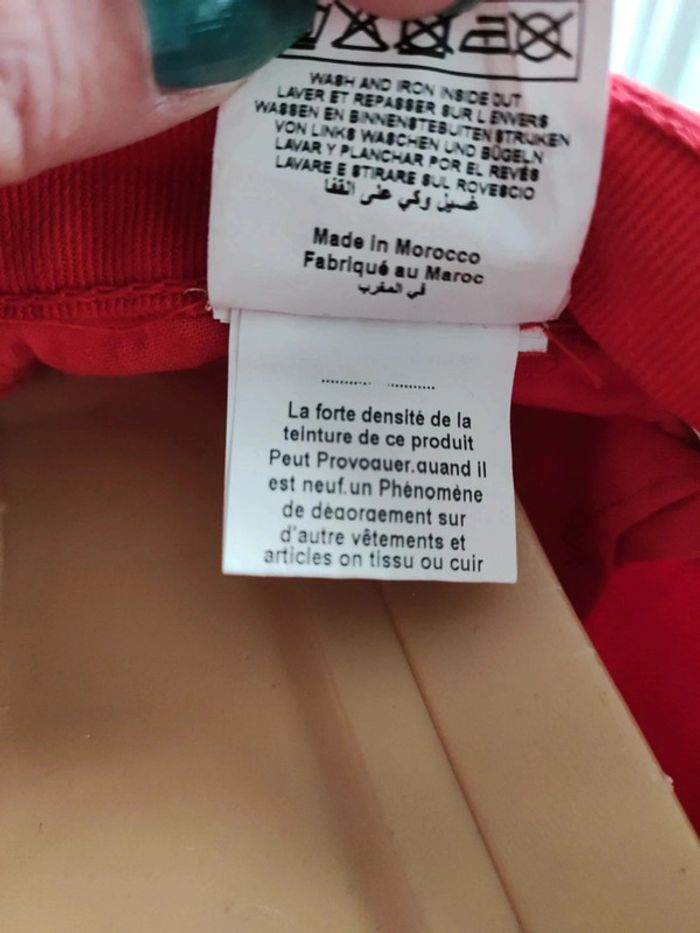 WASH AND IRON INSIDE OUT
LAVER ET REPASSER SUR L ENVERS
WASSEN EN BINNENSTEBUITEN STRIJKEN
VON LINKS WASCHEN UND BÜGELN
LAVAR Y PLANCHAR POR EL REVÉS
LAVARE E STIRARE SUL ROVESCIO
غسيل وكي على القفا
Made in Morocco
Fabriqué au Maroc
في المغرب
La forte densité de la
teinture de ce produit
Peut Provoquer.quand il
est neuf.un Phénomène
de dègorgement sur
d'autre vêtements et
articles on tissu ou cuir